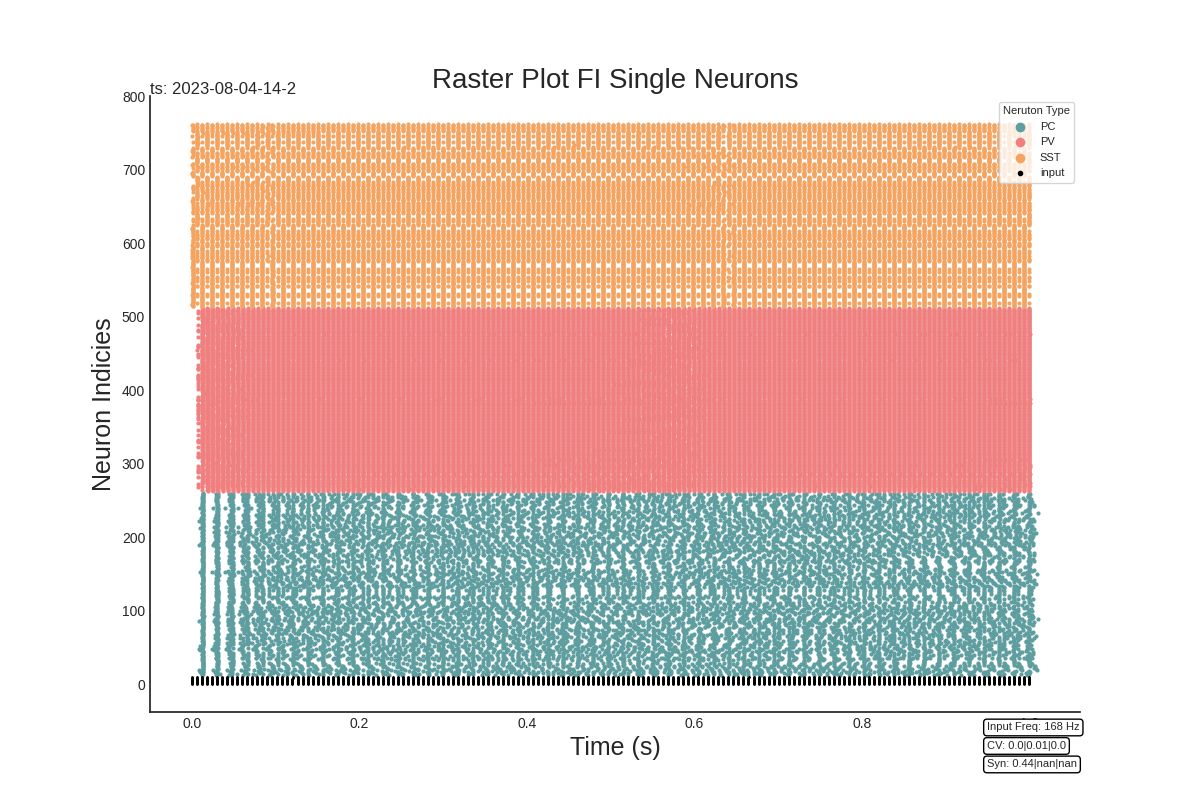 Raster Plot FI Single Neurons
ts: 2023-08-04-14-2
800
700
600
500
400
300
200
100
0
Neuron Indicies
Neruton Type
PC
PV
SST
input
0.0
0.2
0.4
0.6
0.8
Time (s)
Input Freq: 168 Hz
CV: 0.0|0.01|0.0
Syn: 0.44|nan|nan